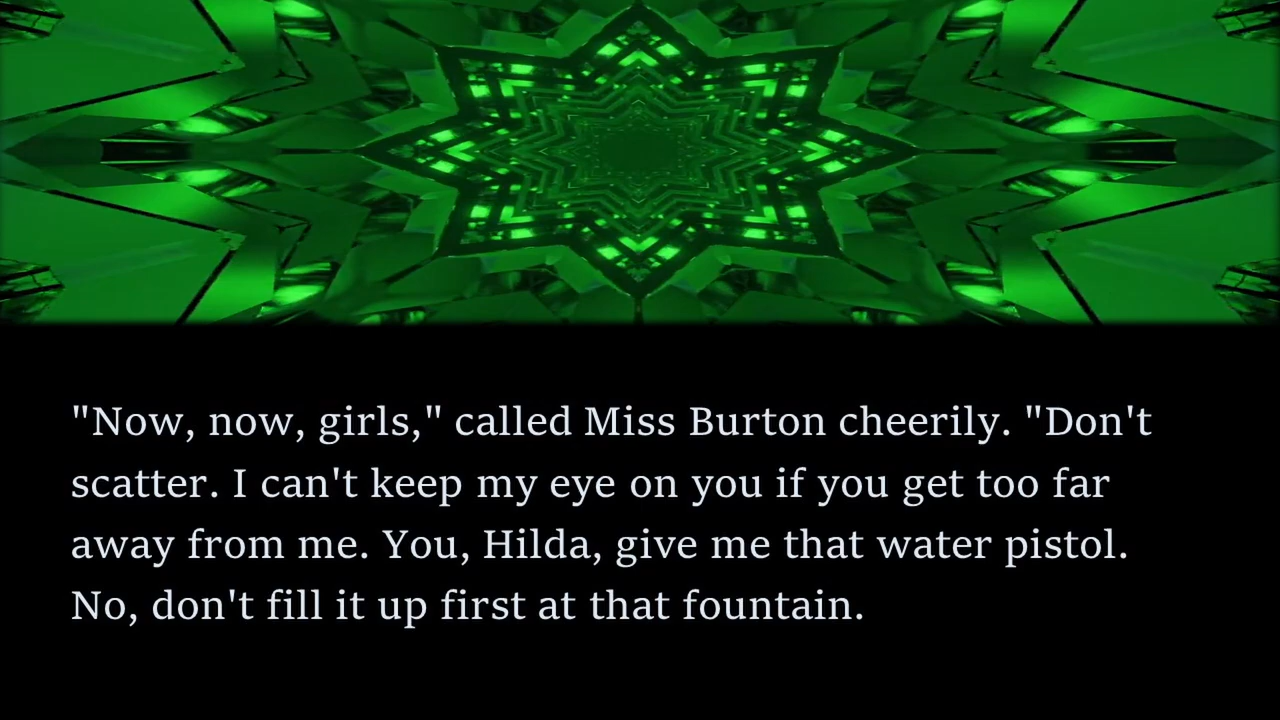 "Now, now, girls," called Miss Burton cheerily. "Don't
scatter. I can't keep my eye on you if you get too far
away from me. You, Hilda, give me that water pistol.
No, don't fill it up first at that fountain.